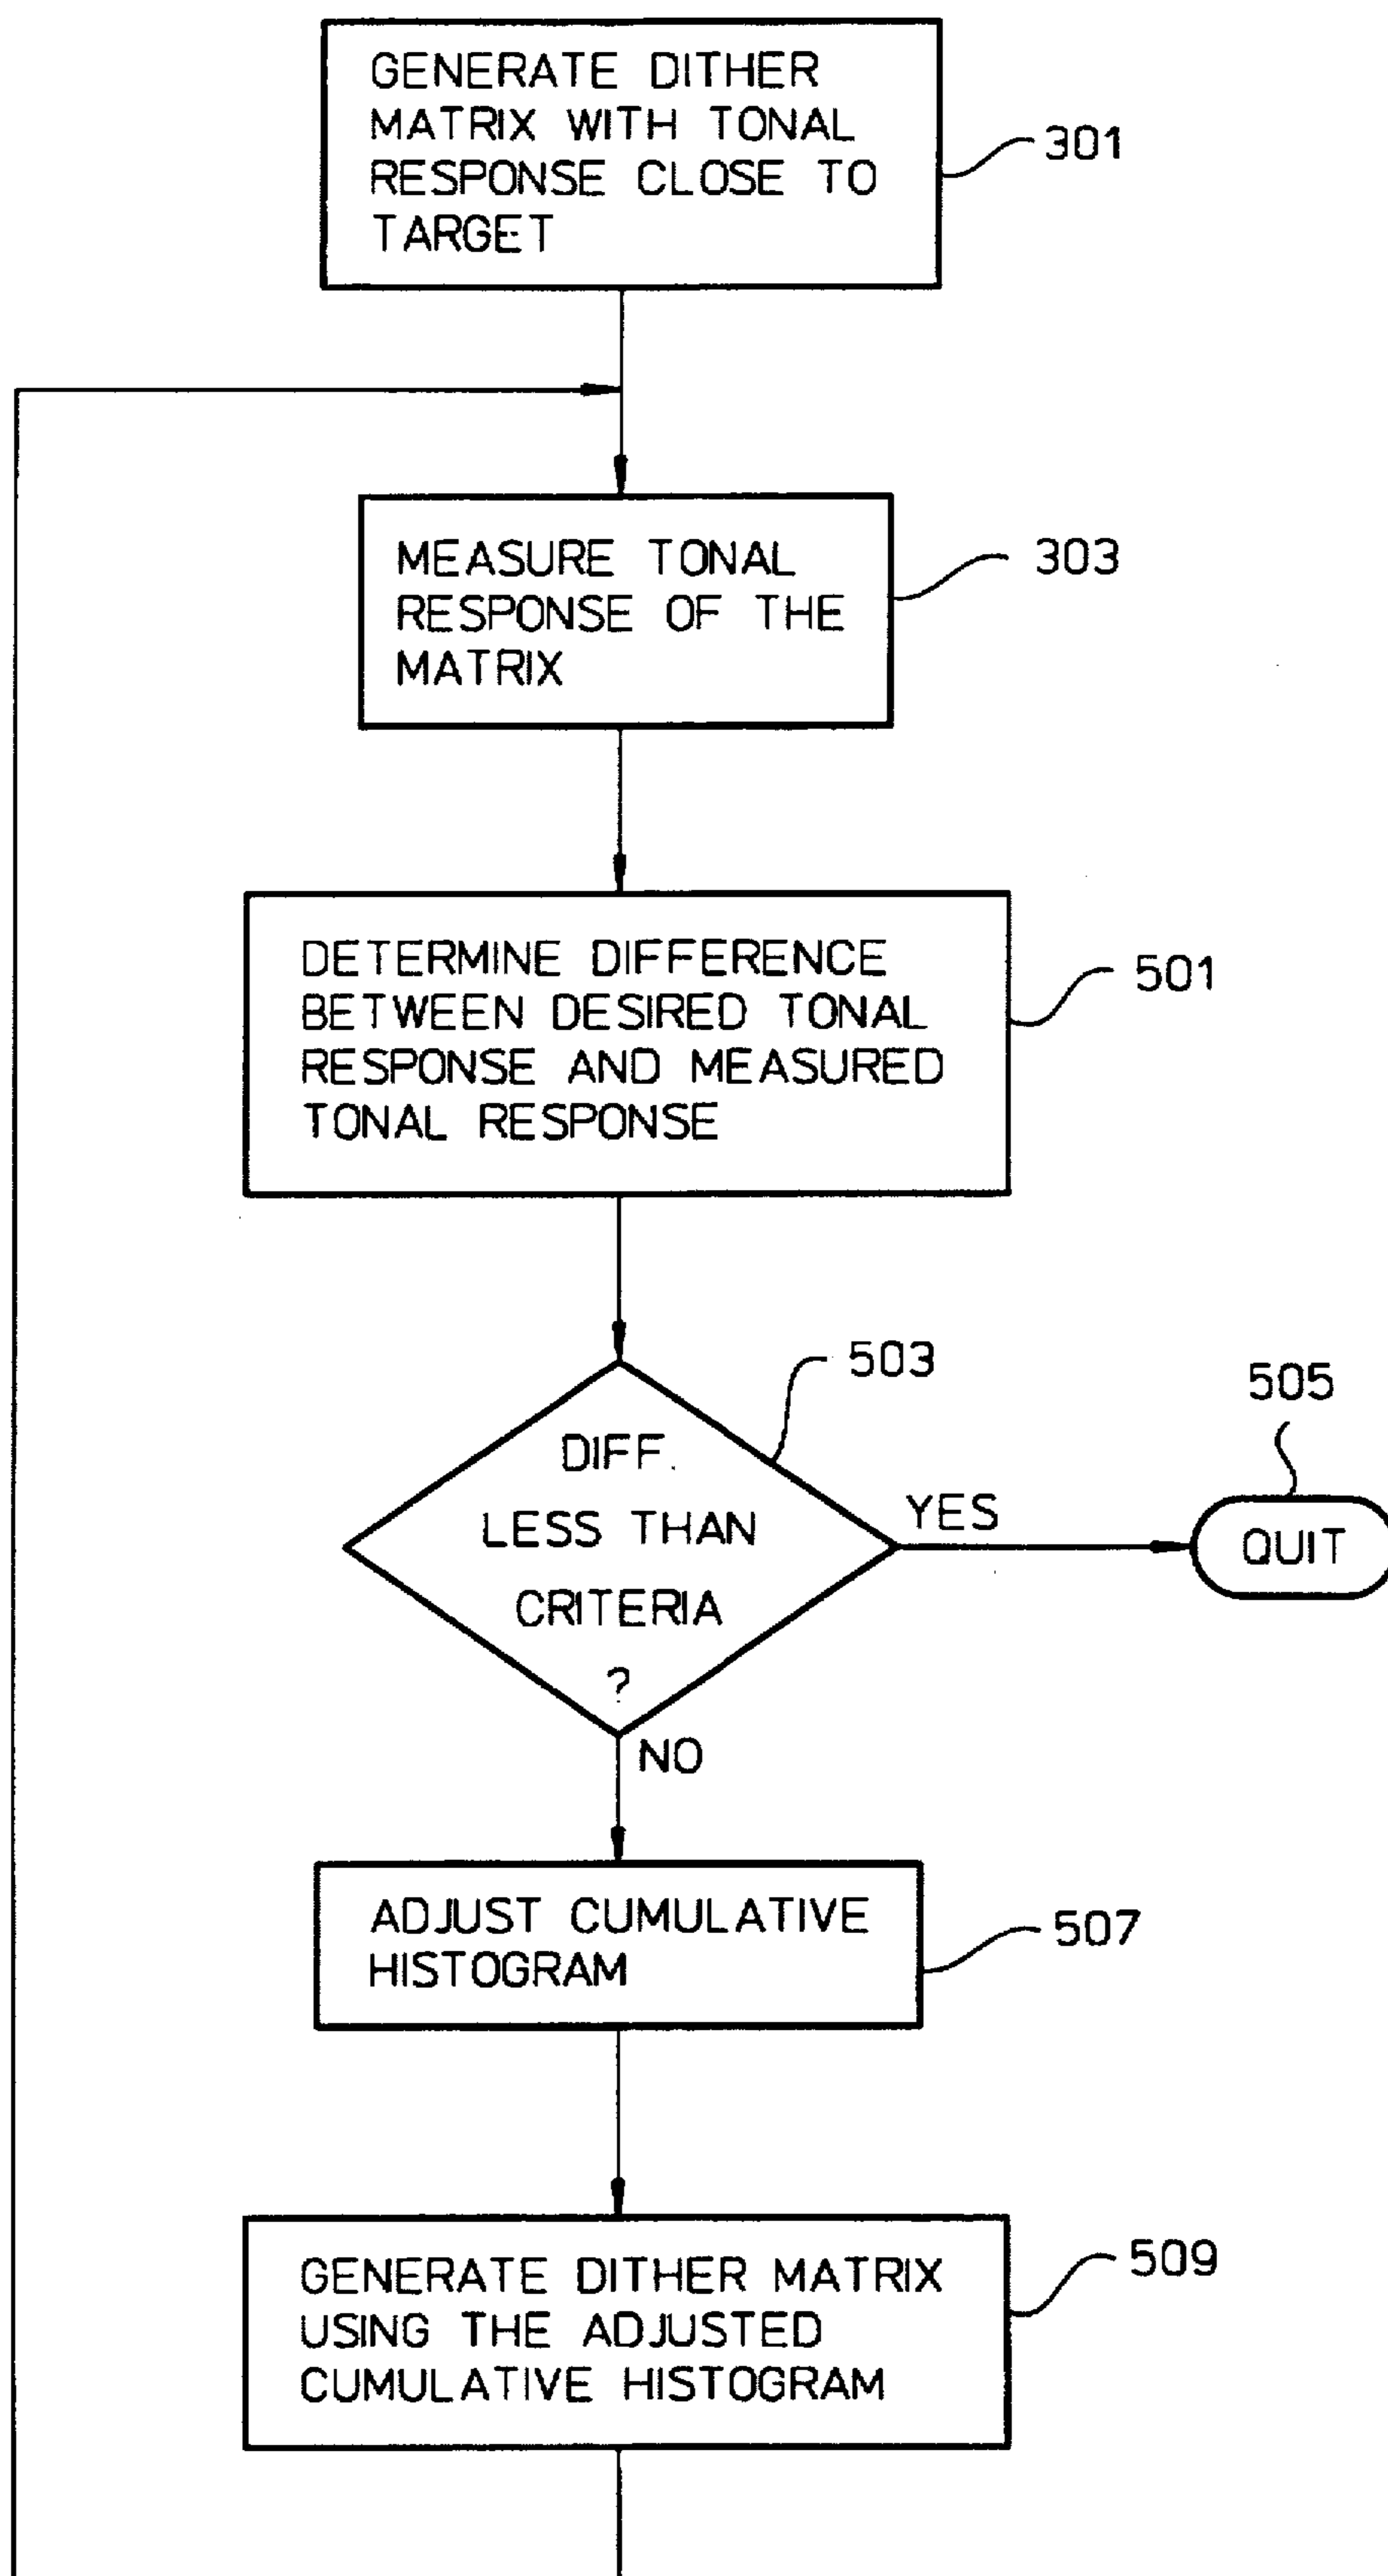 GENERATE DITHER
MATRIX WITH TONAL
RESPONSE CLOSE TO
TARGET
301
MEASURE TONAL
RESPONSE OF THE
MATRIX
303
DETERMINE DIFFERENCE
BETWEEN DESIRED TONAL
RESPONSE AND MEASURED
TONAL RESPONSE
501
503
DIFF.
LESS THAN
CRITERIA
?
YES
505
QUIT
NO
ADJUST CUMULATIVE
HISTOGRAM
507
GENERATE DITHER MATRIX
USING THE ADJUSTED
CUMULATIVE HISTOGRAM
509